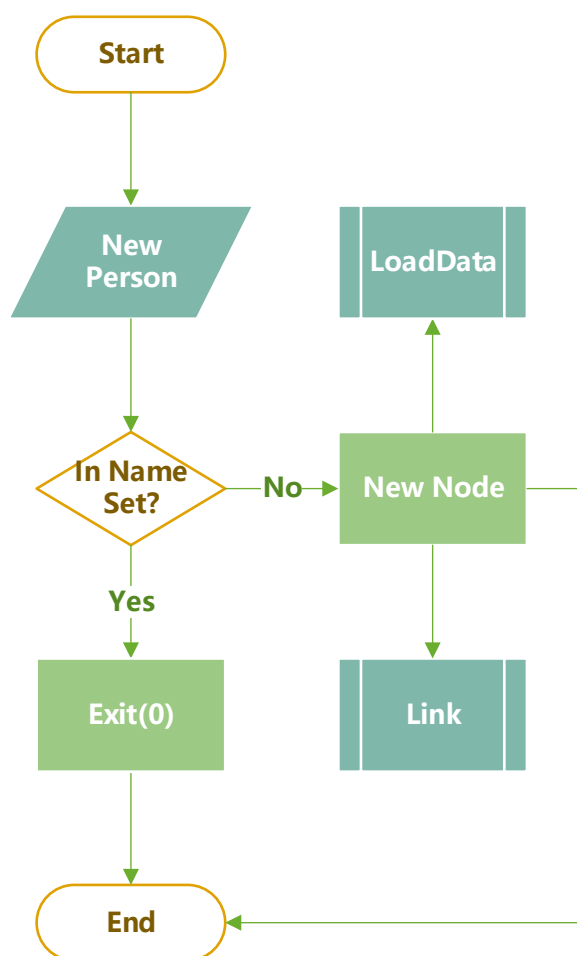 Start
New
Person
LoadData
In Name
Set?
No
New Node
Yes
Exit(0)
Link
End